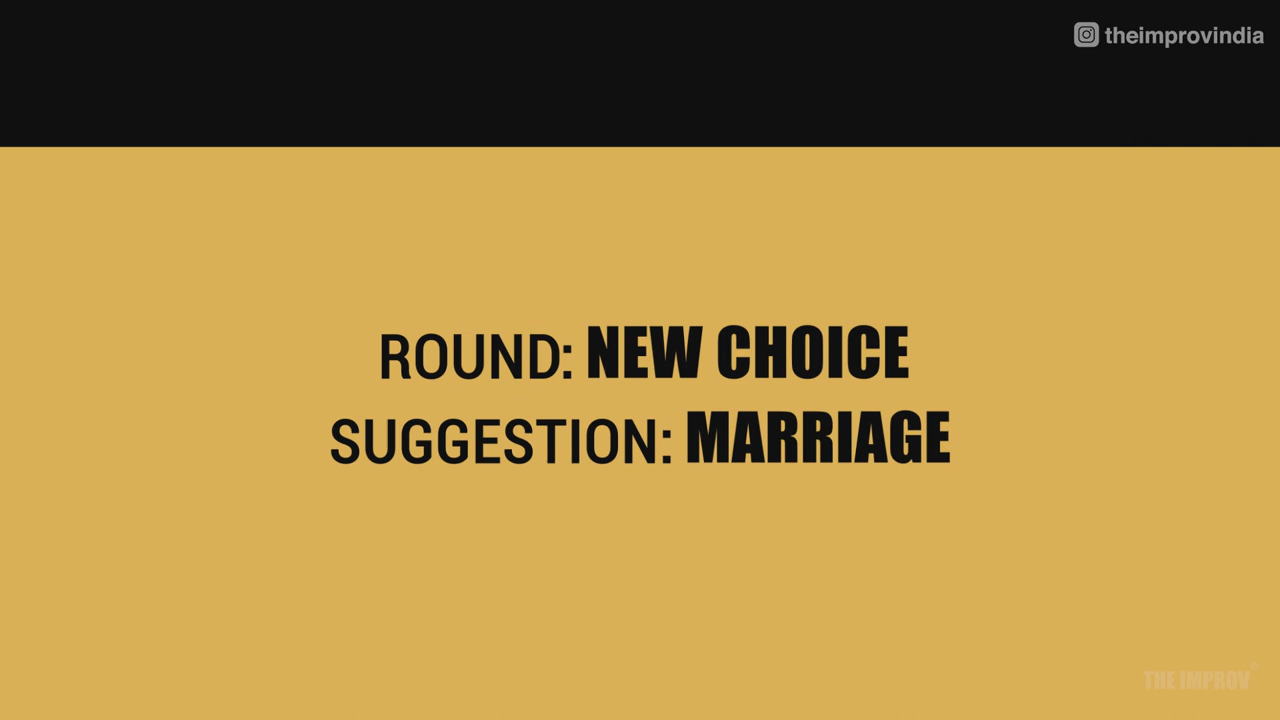 theimprovindia
ROUND: NEW CHOICE
SUGGESTION: MARRIAGE
THE IMPROV